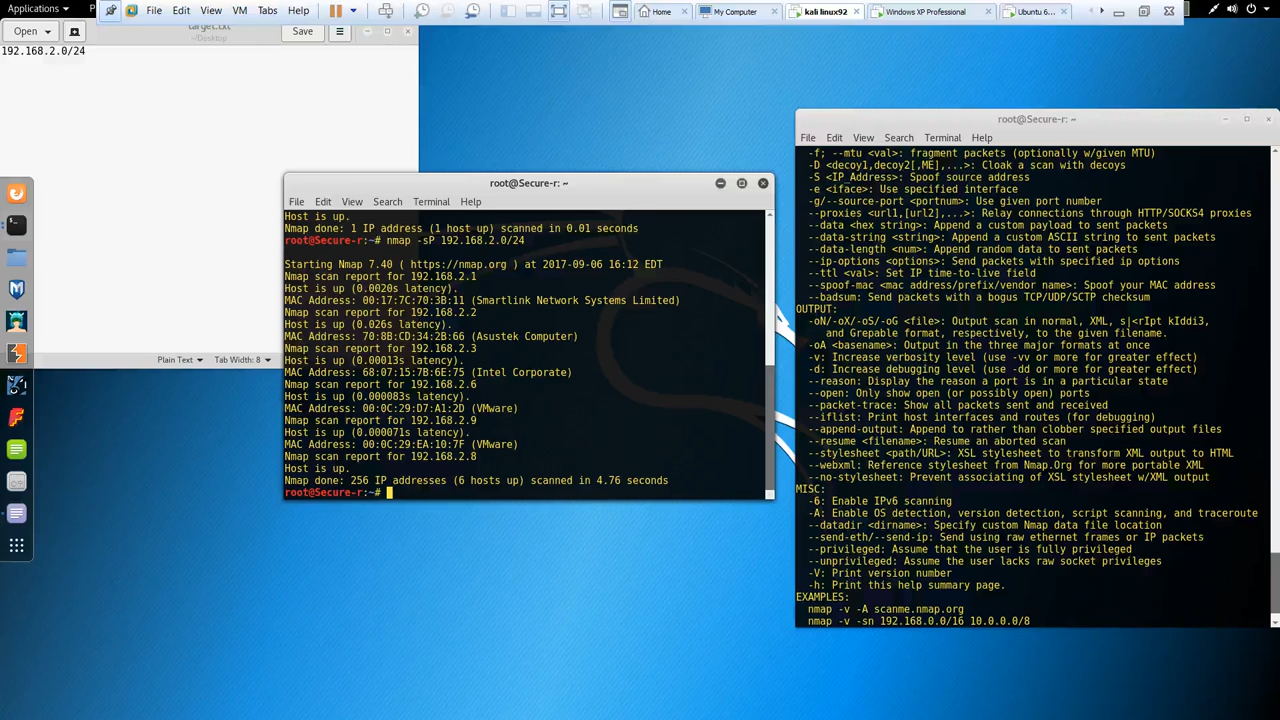 Applications
P
File Edit View VM Tabs Help
Home
My Computer
kali linux92
Windows XP Professional
Ubuntu 6...
Open
target.txt
~/Desktop
Save
192.168.2.0/24
Plain Text
Tab Width: 8
root@Secure-r: ~
File Edit View Search Terminal Help
Host is up.
Nmap done: 1 IP address (1 host up) scanned in 0.01 seconds
root@Secure-r:~# nmap -sP 192.168.2.0/24
Starting Nmap 7.40 ( https://nmap.org ) at 2017-09-06 16:12 EDT
Nmap scan report for 192.168.2.1
Host is up (0.0020s latency).
MAC Address: 00:17:7C:70:3B:11 (Smartlink Network Systems Limited)
Nmap scan report for 192.168.2.2
Host is up (0.026s latency).
MAC Address: 70:8B:CD:34:2B:66 (Asustek Computer)
Nmap scan report for 192.168.2.3
Host is up (0.00013s latency).
MAC Address: 68:07:15:7B:6E:75 (Intel Corporate)
Nmap scan report for 192.168.2.6
Host is up (0.000083s latency).
MAC Address: 00:0C:29:D7:A1:2D (VMware)
Nmap scan report for 192.168.2.9
Host is up (0.000071s latency).
MAC Address: 00:0C:29:EA:10:7F (VMware)
Nmap scan report for 192.168.2.8
Host is up.
Nmap done: 256 IP addresses (6 hosts up) scanned in 4.76 seconds
root@Secure-r:~#
root@Secure-r: ~
File Edit View Search Terminal Help
-f; --mtu <val>: fragment packets (optionally w/given MTU)
-D <decoy1,decoy2[,ME],...>: Cloak a scan with decoys
-S <IP_Address>: Spoof source address
-e <iface>: Use specified interface
-g/--source-port <portnum>: Use given port number
--proxies <url1,[url2],...>: Relay connections through HTTP/SOCKS4 proxies
--data <hex string>: Append a custom payload to sent packets
--data-string <string>: Append a custom ASCII string to sent packets
--data-length <num>: Append random data to sent packets
--ip-options <options>: Send packets with specified ip options
--ttl <val>: Set IP time-to-live field
--spoof-mac <mac address/prefix/vendor name>: Spoof your MAC address
--badsum: Send packets with a bogus TCP/UDP/SCTP checksum
OUTPUT:
-oN/-oX/-oS/-oG <file>: Output scan in normal, XML, s|<rIpt kIddi3,
and Grepable format, respectively, to the given filename.
-oA <basename>: Output in the three major formats at once
-v: Increase verbosity level (use -vv or more for greater effect)
-d: Increase debugging level (use -dd or more for greater effect)
--reason: Display the reason a port is in a particular state
--open: Only show open (or possibly open) ports
--packet-trace: Show all packets sent and received
--iflist: Print host interfaces and routes (for debugging)
--append-output: Append to rather than clobber specified output files
--resume <filename>: Resume an aborted scan
--stylesheet <path/URL>: XSL stylesheet to transform XML output to HTML
--webxml: Reference stylesheet from Nmap.Org for more portable XML
--no-stylesheet: Prevent associating of XSL stylesheet w/XML output
MISC:
-6: Enable IPv6 scanning
-A: Enable OS detection, version detection, script scanning, and traceroute
--datadir <dirname>: Specify custom Nmap data file location
--send-eth/--send-ip: Send using raw ethernet frames or IP packets
--privileged: Assume that the user is fully privileged
--unprivileged: Assume the user lacks raw socket privileges
-V: Print version number
-h: Print this help summary page.
EXAMPLES:
nmap -v -A scanme.nmap.org
nmap -v -sn 192.168.0.0/16 10.0.0.0/8